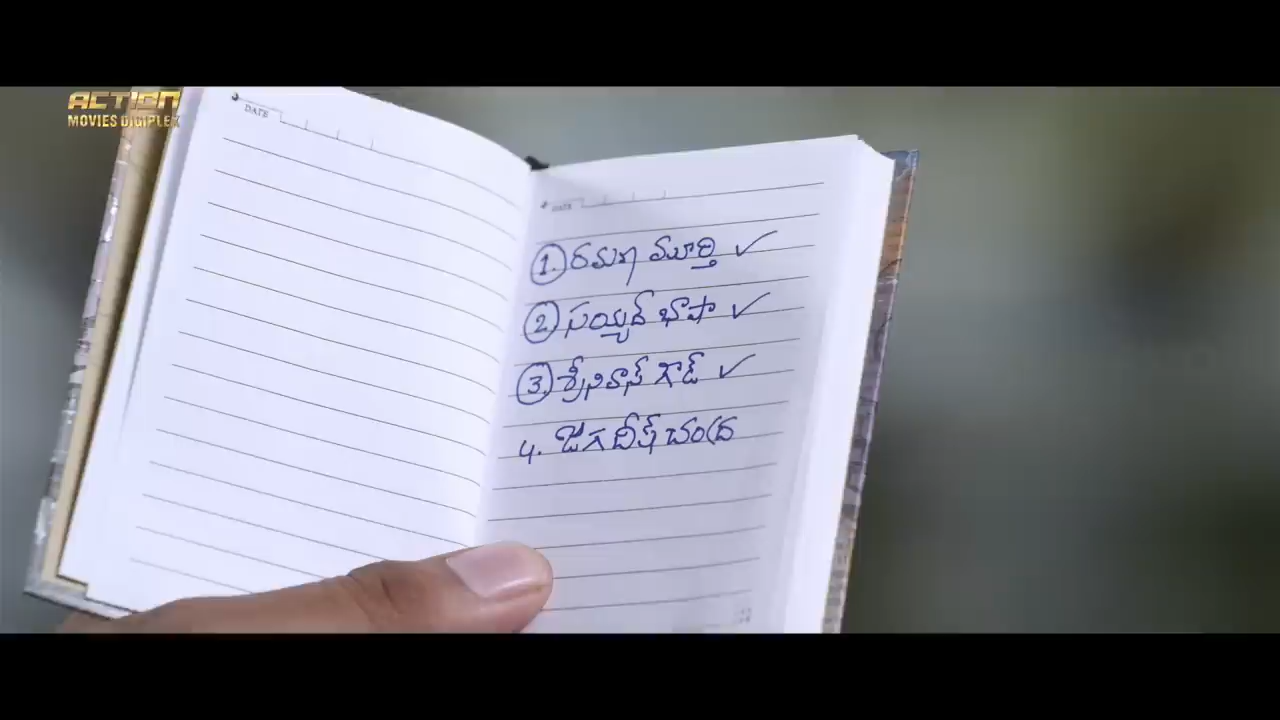 ACTION
MOVIES DIGIPLEX
DATE
DATE
1. రమణ మూర్తి ✓
2. సయ్యద్ భాషా ✓
3. శ్రీనివాస్ గౌడ్ ✓
4. జగదీష్ చంద్ర